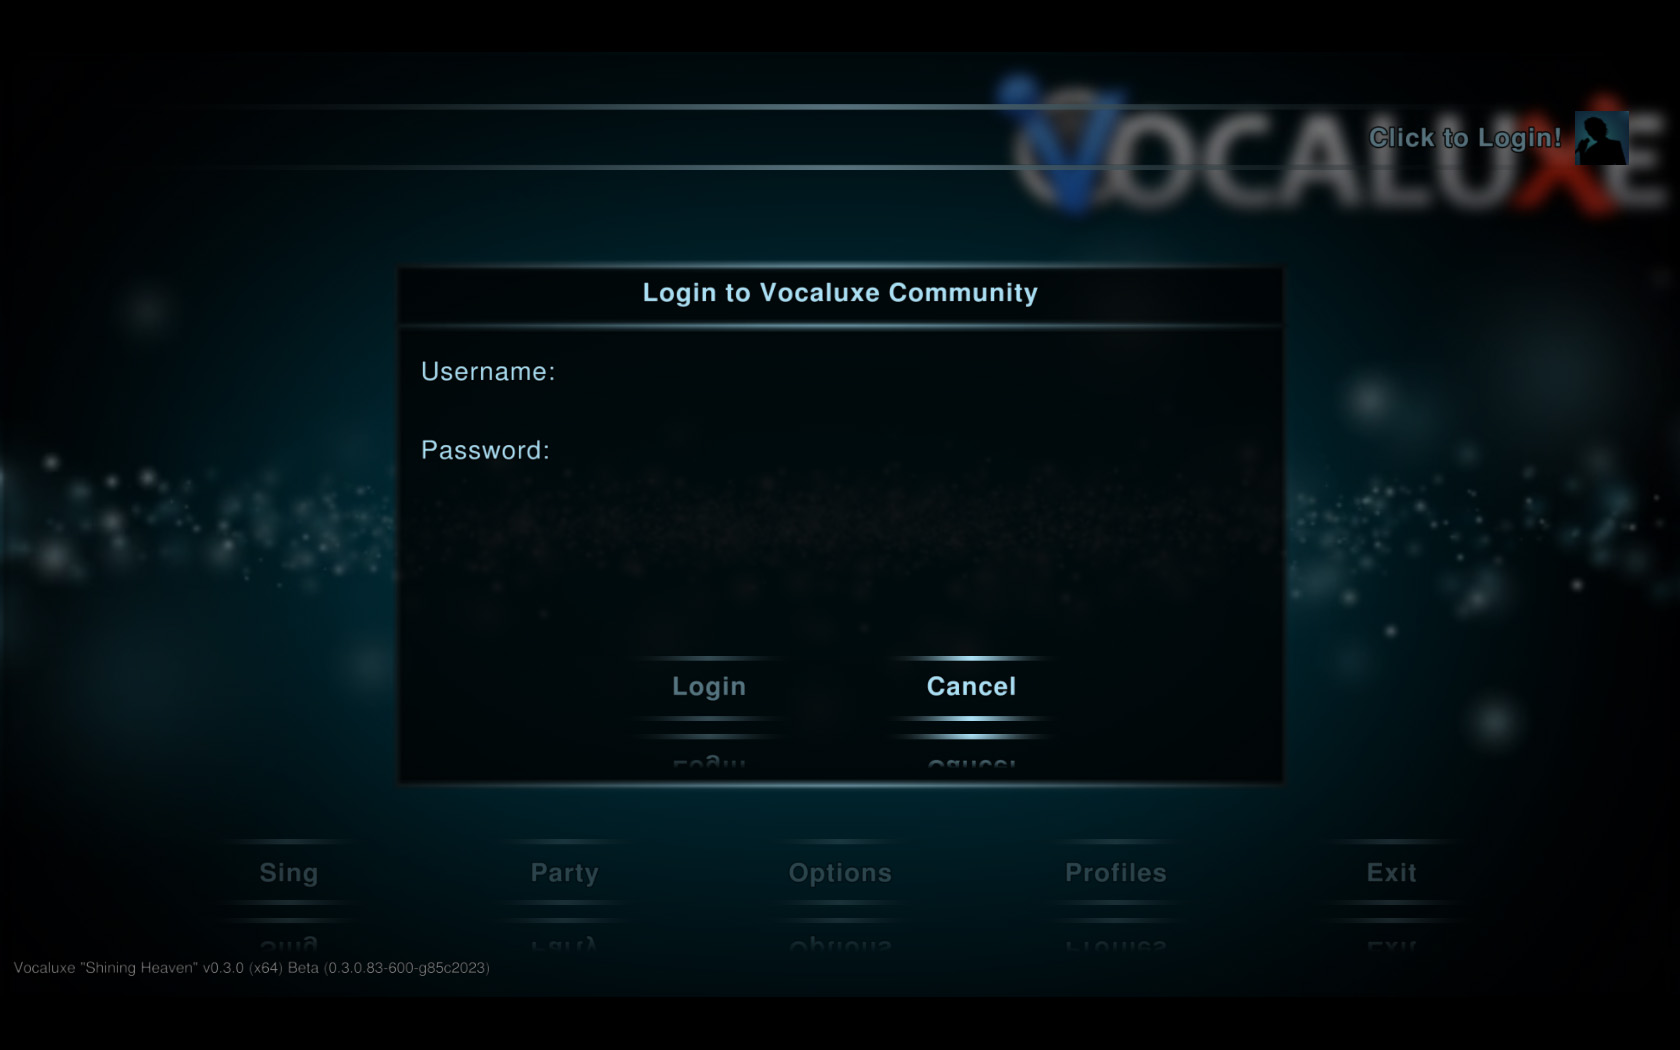 VOCALUXE
Click to Login!
Login to Vocaluxe Community
Username:
Password:
Login
Cancel
Sing
Party
Options
Profiles
Exit
Vocaluxe "Shining Heaven" v0.3.0 (x64) Beta (0.3.0.83-600-g85c2023)